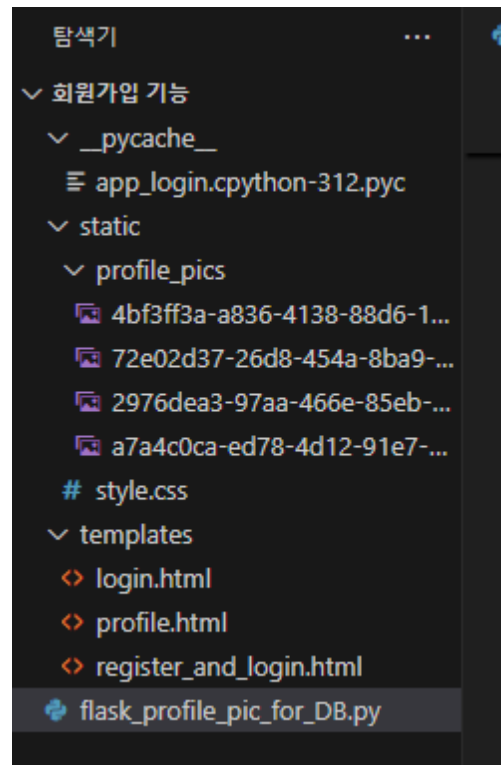 탐색기 ...
회원가입 기능
__pycache__
app_login.cpython-312.pyc
static
profile_pics
4bf3ff3a-a836-4138-88d6-1...
72e02d37-26d8-454a-8ba9-...
2976dea3-97aa-466e-85eb-...
a7a4c0ca-ed78-4d12-91e7-...
# style.css
templates
<> login.html
<> profile.html
<> register_and_login.html
flask_profile_pic_for_DB.py